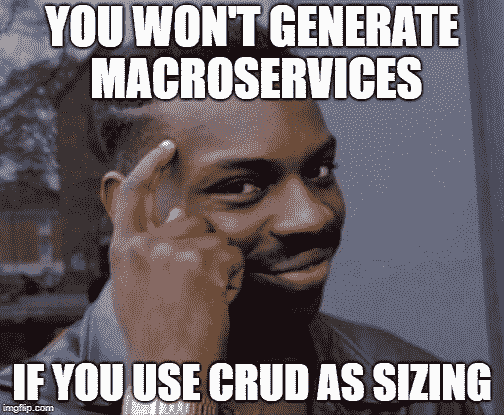 YOU WON'T GENERATE
MACROSERVICES
IF YOU USE CRUD AS SIZING
imgflip.com